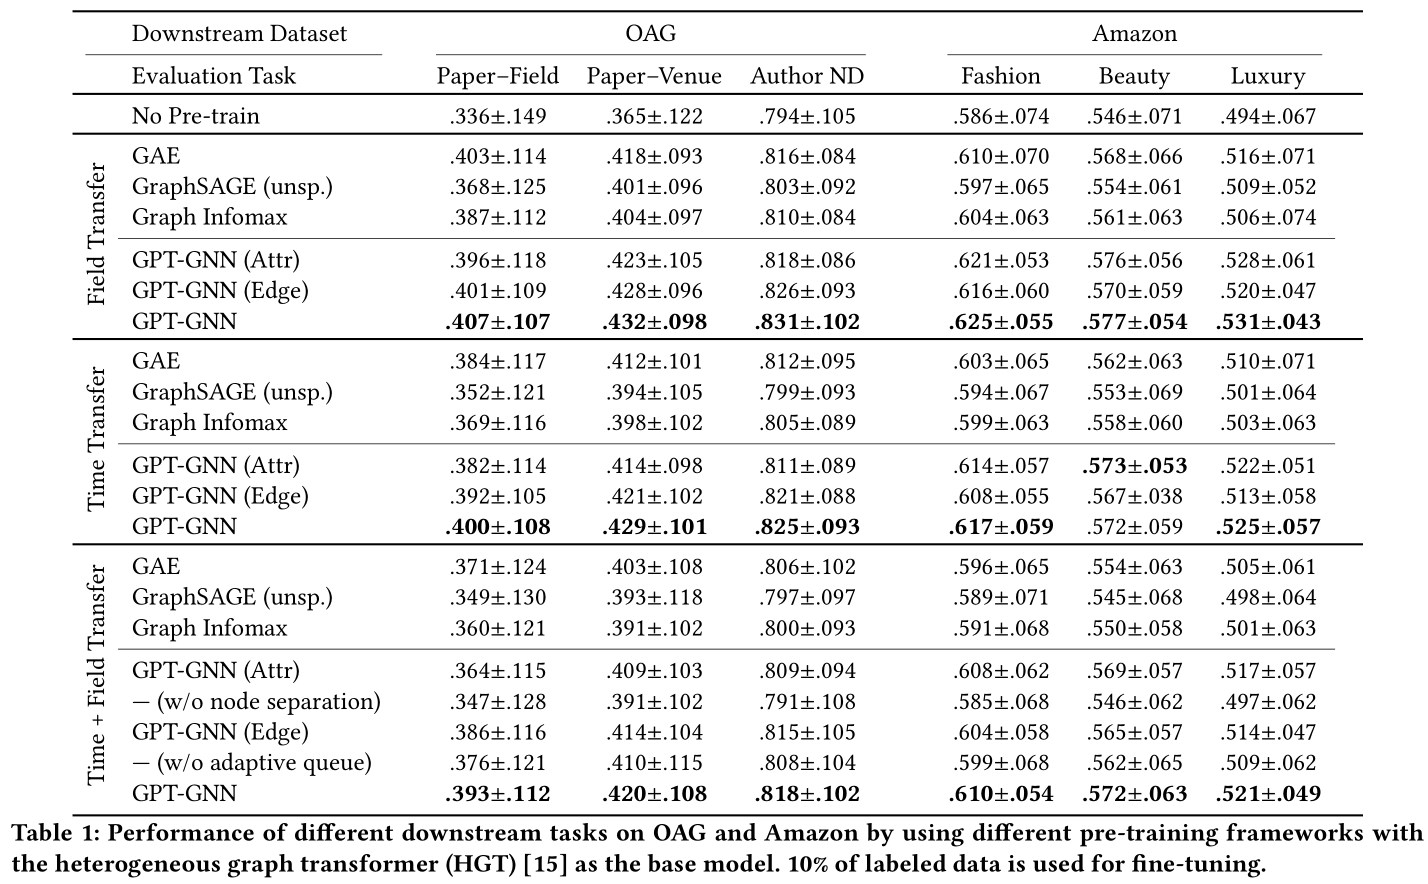 Downstream Dataset OAG Amazon
Evaluation Task Paper–Field Paper–Venue Author ND Fashion Beauty Luxury
No Pre-train .336±.149 .365±.122 .794±.105 .586±.074 .546±.071 .494±.067
Field Transfer
GAE .403±.114 .418±.093 .816±.084 .610±.070 .568±.066 .516±.071
GraphSAGE (unsp.) .368±.125 .401±.096 .803±.092 .597±.065 .554±.061 .509±.052
Graph Infomax .387±.112 .404±.097 .810±.084 .604±.063 .561±.063 .506±.074
GPT-GNN (Attr) .396±.118 .423±.105 .818±.086 .621±.053 .576±.056 .528±.061
GPT-GNN (Edge) .401±.109 .428±.096 .826±.093 .616±.060 .570±.059 .520±.047
GPT-GNN .407±.107 .432±.098 .831±.102 .625±.055 .577±.054 .531±.043
Time Transfer
GAE .384±.117 .412±.101 .812±.095 .603±.065 .562±.063 .510±.071
GraphSAGE (unsp.) .352±.121 .394±.105 .799±.093 .594±.067 .553±.069 .501±.064
Graph Infomax .369±.116 .398±.102 .805±.089 .599±.063 .558±.060 .503±.063
GPT-GNN (Attr) .382±.114 .414±.098 .811±.089 .614±.057 .573±.053 .522±.051
GPT-GNN (Edge) .392±.105 .421±.102 .821±.088 .608±.055 .567±.038 .513±.058
GPT-GNN .400±.108 .429±.101 .825±.093 .617±.059 .572±.059 .525±.057
Time + Field Transfer
GAE .371±.124 .403±.108 .806±.102 .596±.065 .554±.063 .505±.061
GraphSAGE (unsp.) .349±.130 .393±.118 .797±.097 .589±.071 .545±.068 .498±.064
Graph Infomax .360±.121 .391±.102 .800±.093 .591±.068 .550±.058 .501±.063
GPT-GNN (Attr) .364±.115 .409±.103 .809±.094 .608±.062 .569±.057 .517±.057
— (w/o node separation) .347±.128 .391±.102 .791±.108 .585±.068 .546±.062 .497±.062
GPT-GNN (Edge) .386±.116 .414±.104 .815±.105 .604±.058 .565±.057 .514±.047
— (w/o adaptive queue) .376±.121 .410±.115 .808±.104 .599±.068 .562±.065 .509±.062
GPT-GNN .393±.112 .420±.108 .818±.102 .610±.054 .572±.063 .521±.049
Table 1: Performance of different downstream tasks on OAG and Amazon by using different pre-training frameworks with
the heterogeneous graph transformer (HGT) [15] as the base model. 10% of labeled data is used for fine-tuning.